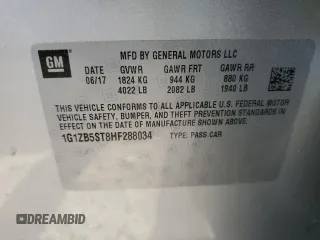 GM
MFD BY GENERAL MOTORS LLC
DATE GVWR GAWR FRT GAWR RR
06/17 1824 KG 944 KG 880 KG
4022 LB 2082 LB 1940 LB
THIS VEHICLE CONFORMS TO ALL APPLICABLE U.S. FEDERAL MOTOR
VEHICLE SAFETY, BUMPER, AND THEFT PREVENTION STANDARDS
IN EFFECT ON THE DATE OF MANUFACTURE SHOWN ABOVE.
1G1ZB5ST8HF288034 TYPE: PASS CAR
IDREAMBID